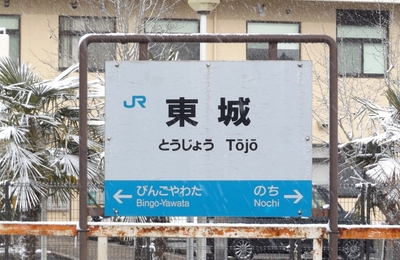 JR
東城
とうじょう Tōjō
びんごやわた のち
← Bingo-Yawata Nochi →